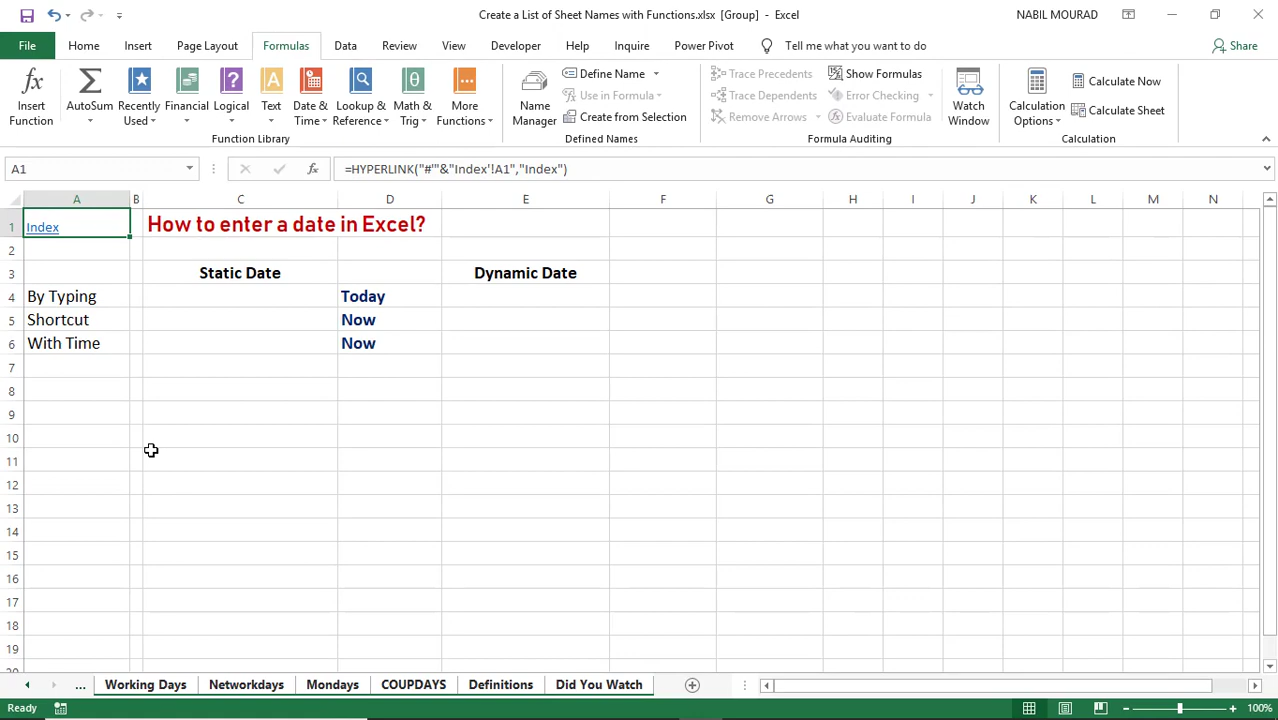 Create a List of Sheet Names with Functions.xlsx [Group] - Excel
NABIL MOURAD
File Home Insert Page Layout Formulas Data Review View Developer Help Inquire Power Pivot Tell me what you want to do Share
Insert Function
AutoSum
Recently Used
Financial
Logical
Text
Date & Time
Lookup & Reference
Math & Trig
More Functions
Function Library
Name Manager
Define Name
Use in Formula
Create from Selection
Defined Names
Trace Precedents
Trace Dependents
Remove Arrows
Show Formulas
Error Checking
Evaluate Formula
Formula Auditing
Watch Window
Calculation Options
Calculate Now
Calculate Sheet
Calculation
A1 fx =HYPERLINK("#'"&"Index'!A1","Index")
A B C D E F G H I J K L M N
1 Index How to enter a date in Excel?
2
3 Static Date Dynamic Date
4 By Typing Today
5 Shortcut Now
6 With Time Now
7
8
9
10
11
12
13
14
15
16
17
18
19
20
... Working Days Networkdays Mondays COUPDAYS Definitions Did You Watch
Ready 100%